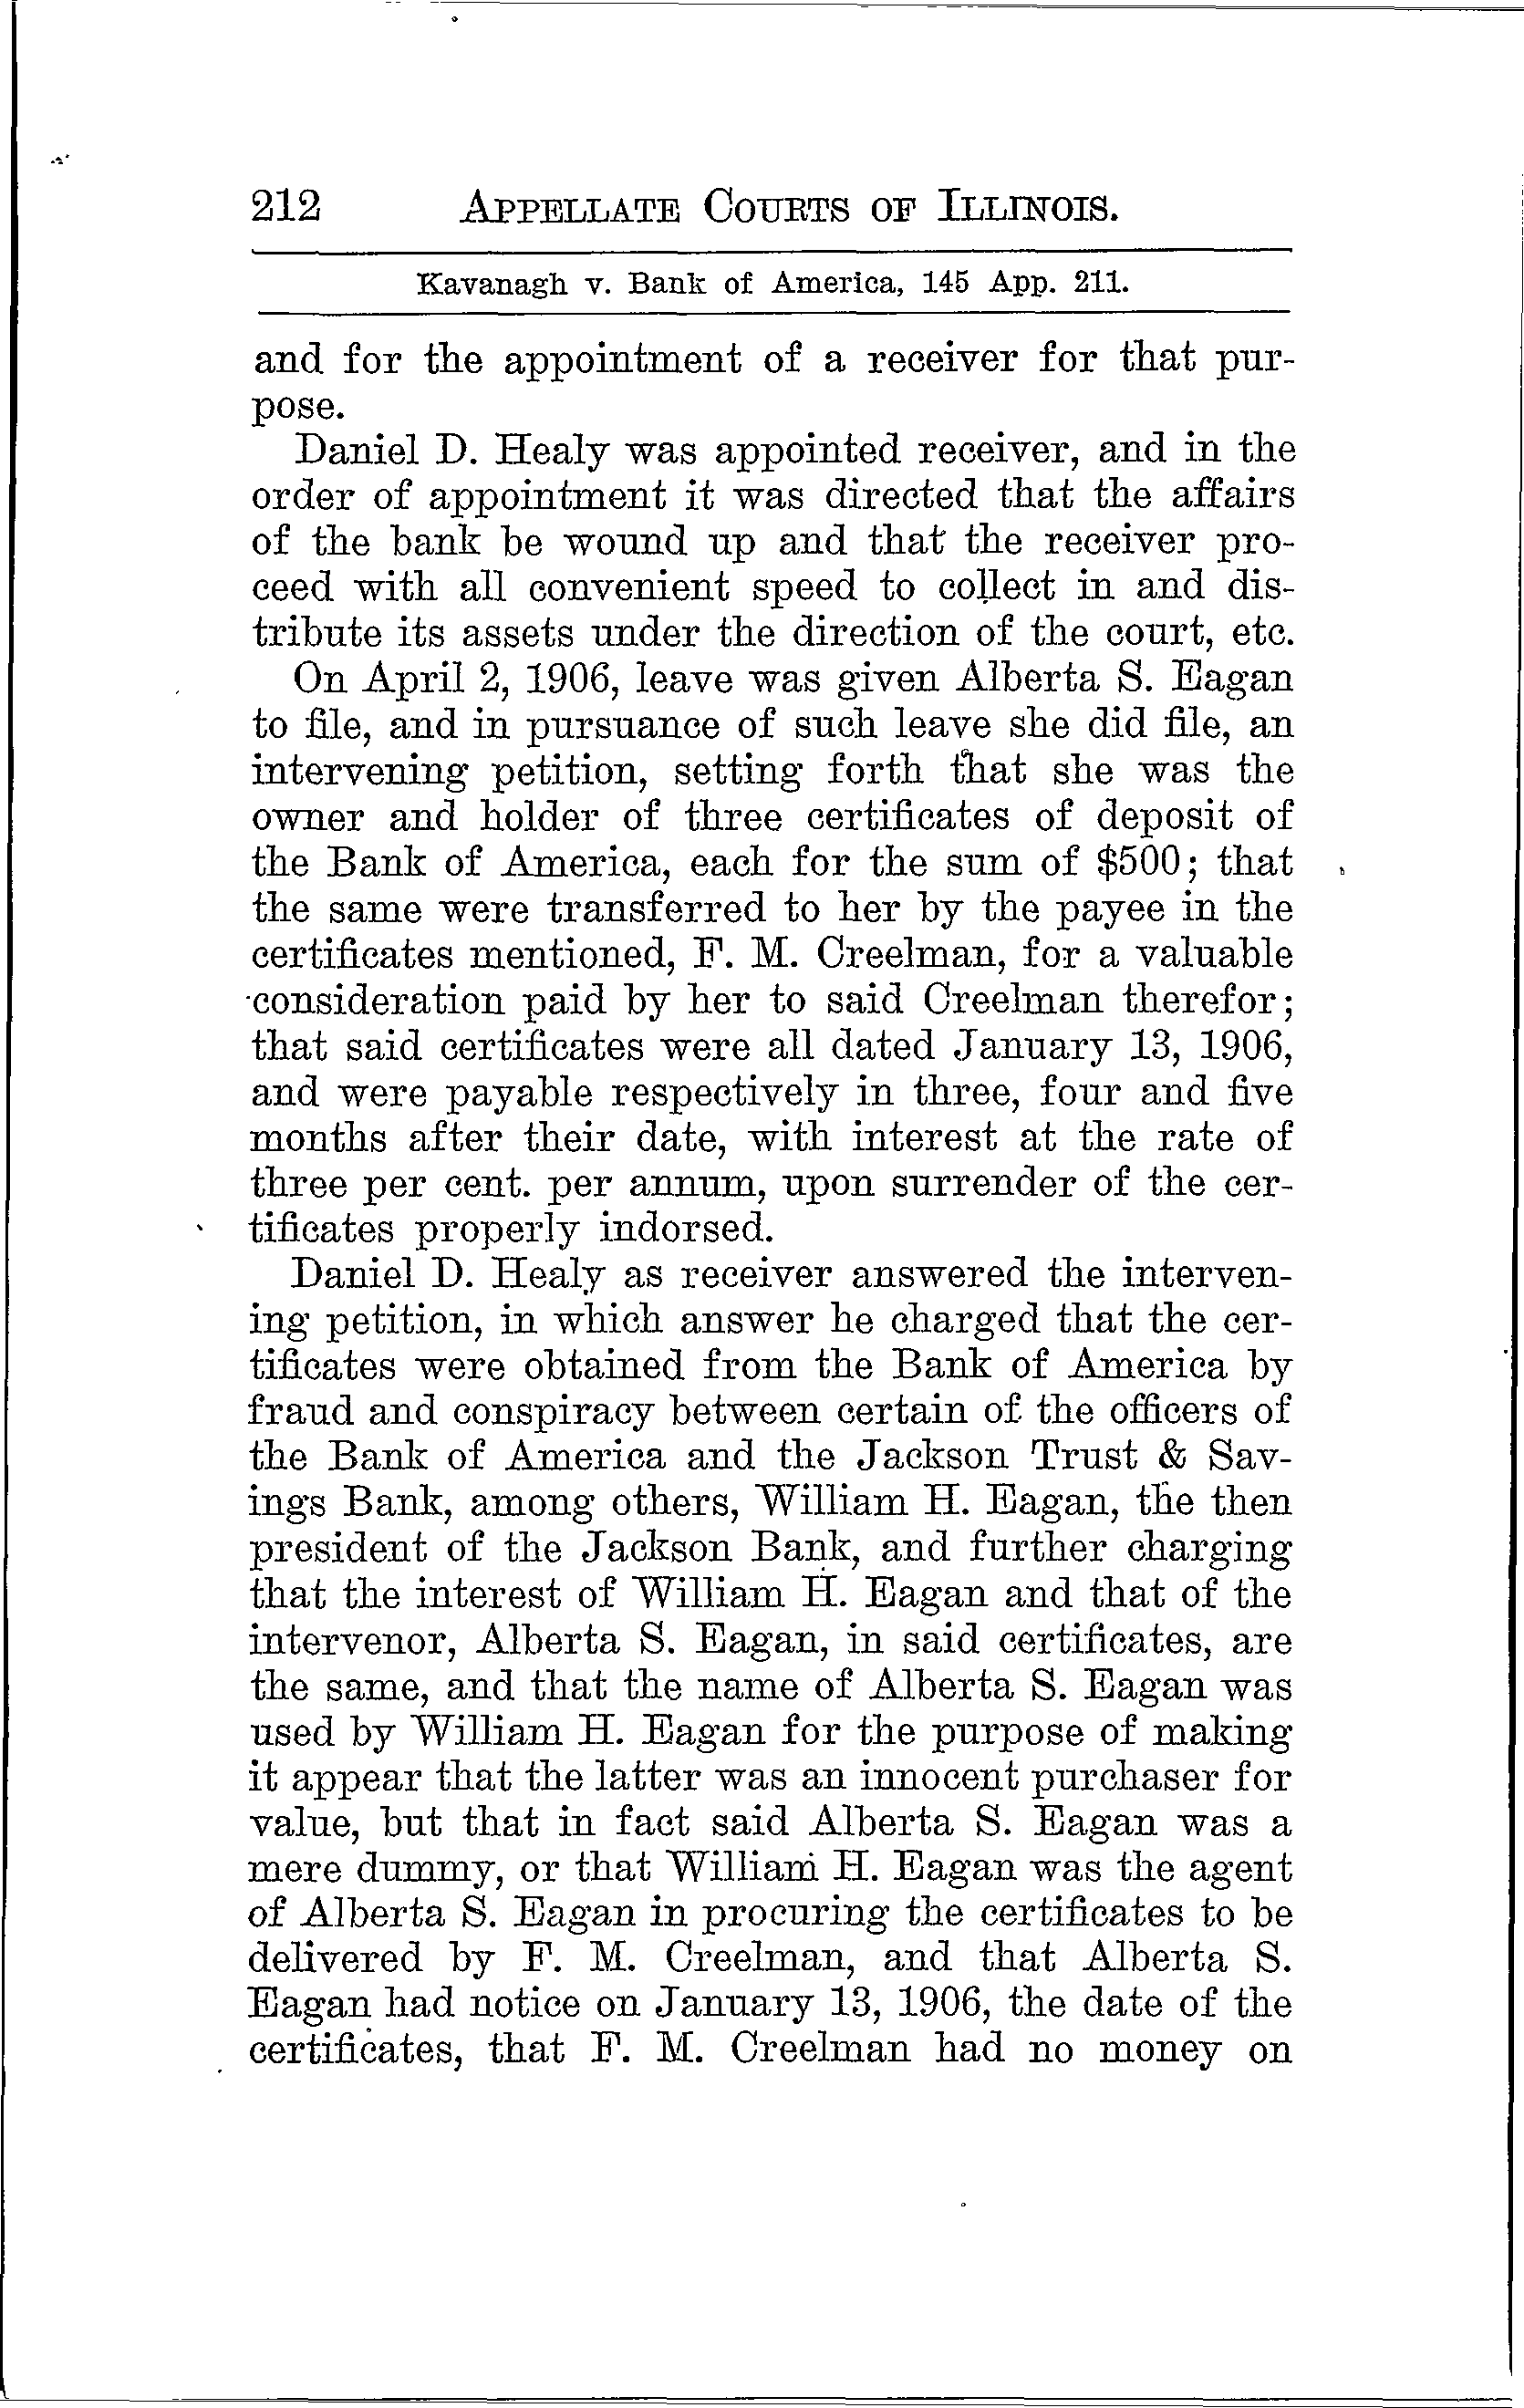 212 APPELLATE COURTS OF ILLINOIS.
Kavanagh v. Bank of America, 145 App. 211.
and for the appointment of a receiver for that pur-
pose.
Daniel D. Healy was appointed receiver, and in the
order of appointment it was directed that the affairs
of the bank be wound up and that the receiver pro-
ceed with all convenient speed to collect in and dis-
tribute its assets under the direction of the court, etc.
On April 2, 1906, leave was given Alberta S. Eagan
to file, and in pursuance of such leave she did file, an
intervening petition, setting forth that she was the
owner and holder of three certificates of deposit of
the Bank of America, each for the sum of $500; that
the same were transferred to her by the payee in the
certificates mentioned, F. M. Creelman, for a valuable
consideration paid by her to said Creelman therefor;
that said certificates were all dated January 13, 1906,
and were payable respectively in three, four and five
months after their date, with interest at the rate of
three per cent. per annum, upon surrender of the cer-
tificates properly indorsed.
Daniel D. Healy as receiver answered the interven-
ing petition, in which answer he charged that the cer-
tificates were obtained from the Bank of America by
fraud and conspiracy between certain of the officers of
the Bank of America and the Jackson Trust & Sav-
ings Bank, among others, William H. Eagan, the then
president of the Jackson Bank, and further charging
that the interest of William H. Eagan and that of the
intervenor, Alberta S. Eagan, in said certificates, are
the same, and that the name of Alberta S. Eagan was
used by William H. Eagan for the purpose of making
it appear that the latter was an innocent purchaser for
value, but that in fact said Alberta S. Eagan was a
mere dummy, or that William H. Eagan was the agent
of Alberta S. Eagan in procuring the certificates to be
delivered by F. M. Creelman, and that Alberta S.
Eagan had notice on January 13, 1906, the date of the
certificates, that F. M. Creelman had no money on